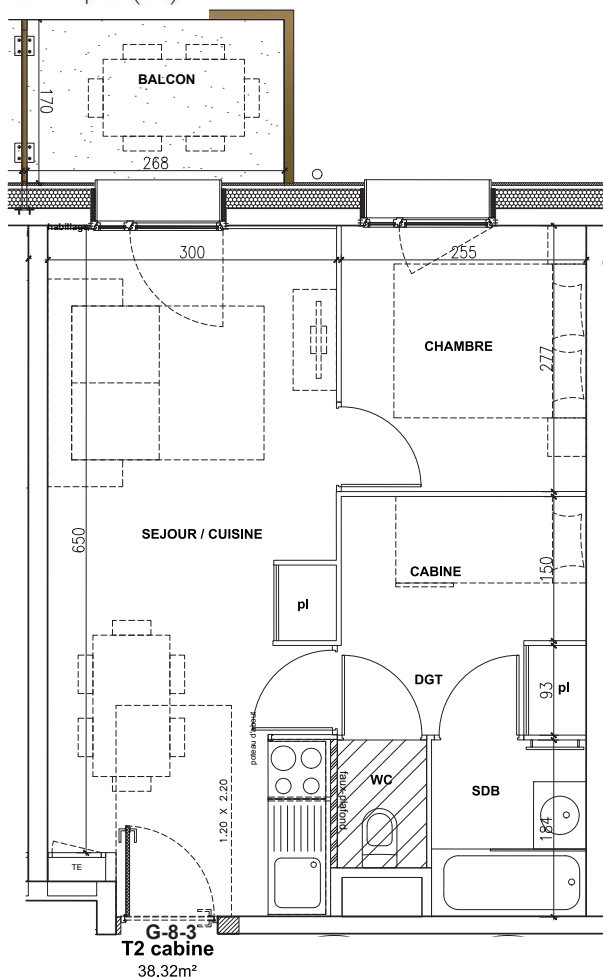 BALCON
170
268
habillage
300
255
CHAMBRE
277
650
SEJOUR / CUISINE
CABINE
150
pl
DGT
93
pl
poteau d'about
WC
faux-plafond
SDB
1.20 X 2.20
184
TE
G-8-3
T2 cabine
38.32m²